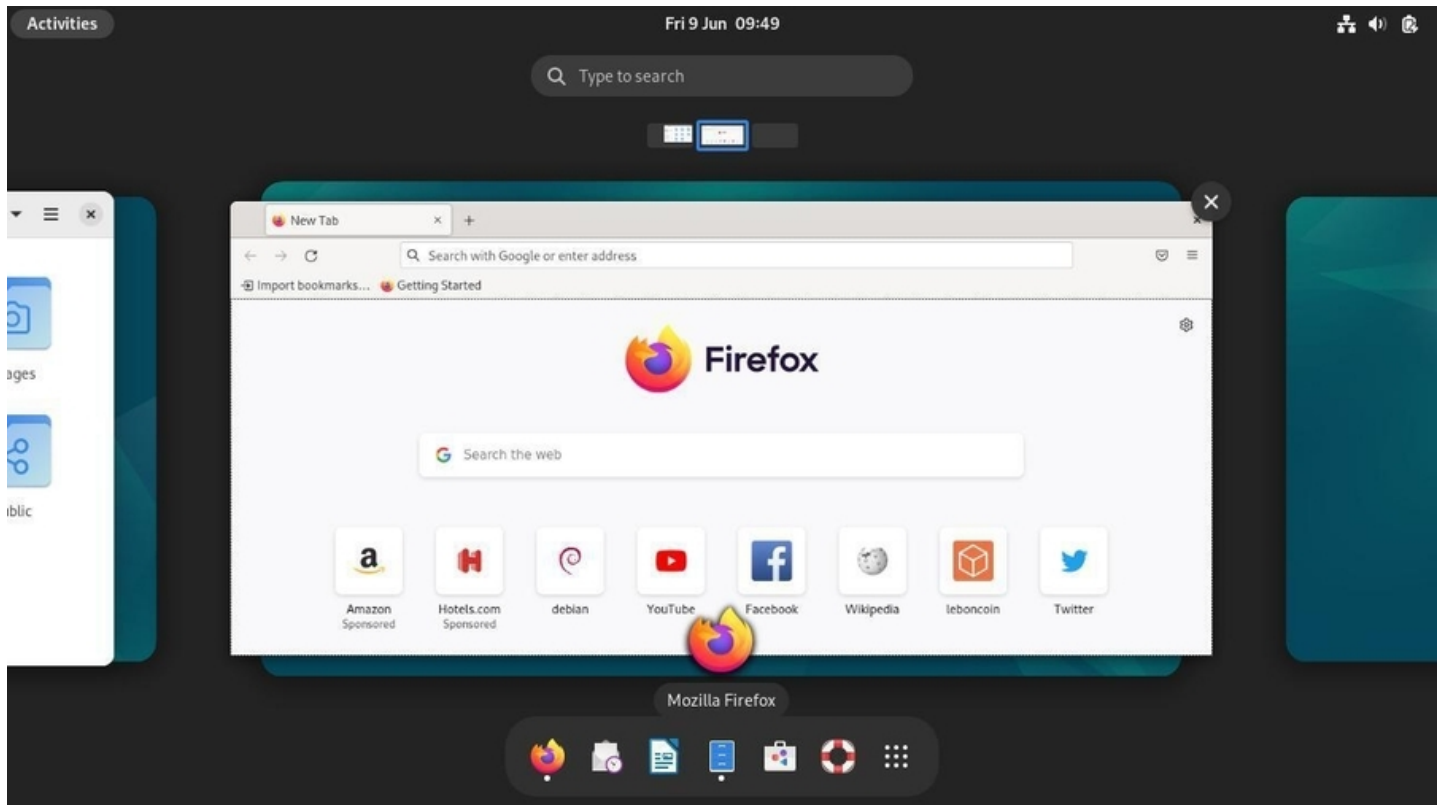 Activities
Fri 9 Jun 09:49
Type to search
New Tab
Search with Google or enter address
Import bookmarks... Getting Started
Firefox
ages
Search the web
ublic
a
Amazon
Sponsored
Hotels.com
Sponsored
debian
YouTube
Facebook
Wikipedia
leboncoin
Twitter
Mozilla Firefox